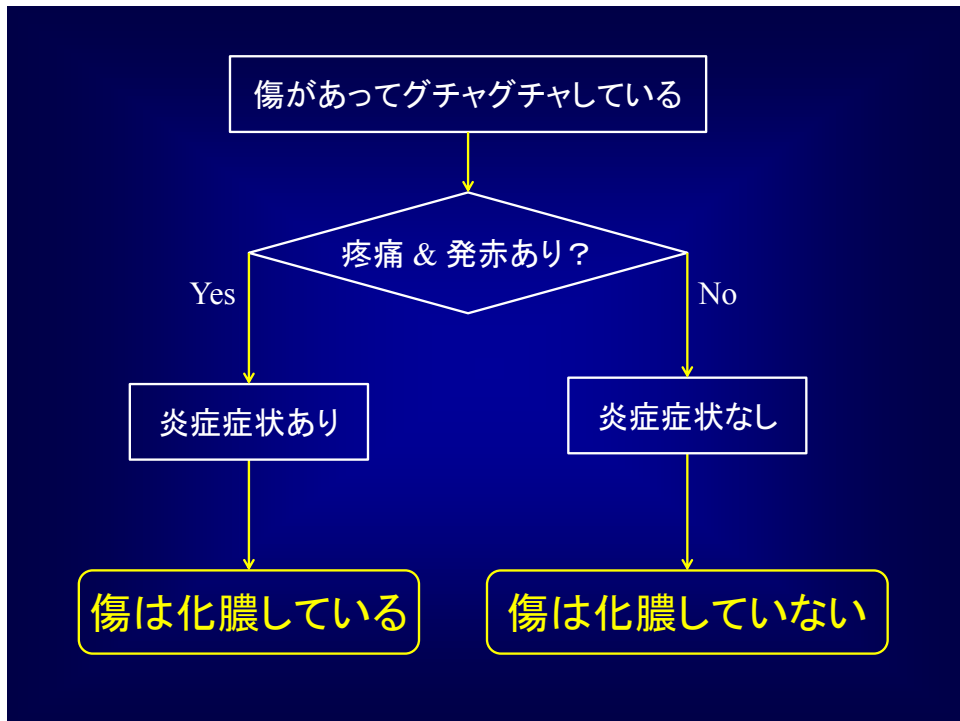 傷があってグチャグチャしている
疼痛 & 発赤あり？
Yes
No
炎症症状あり
炎症症状なし
傷は化膿している
傷は化膿していない